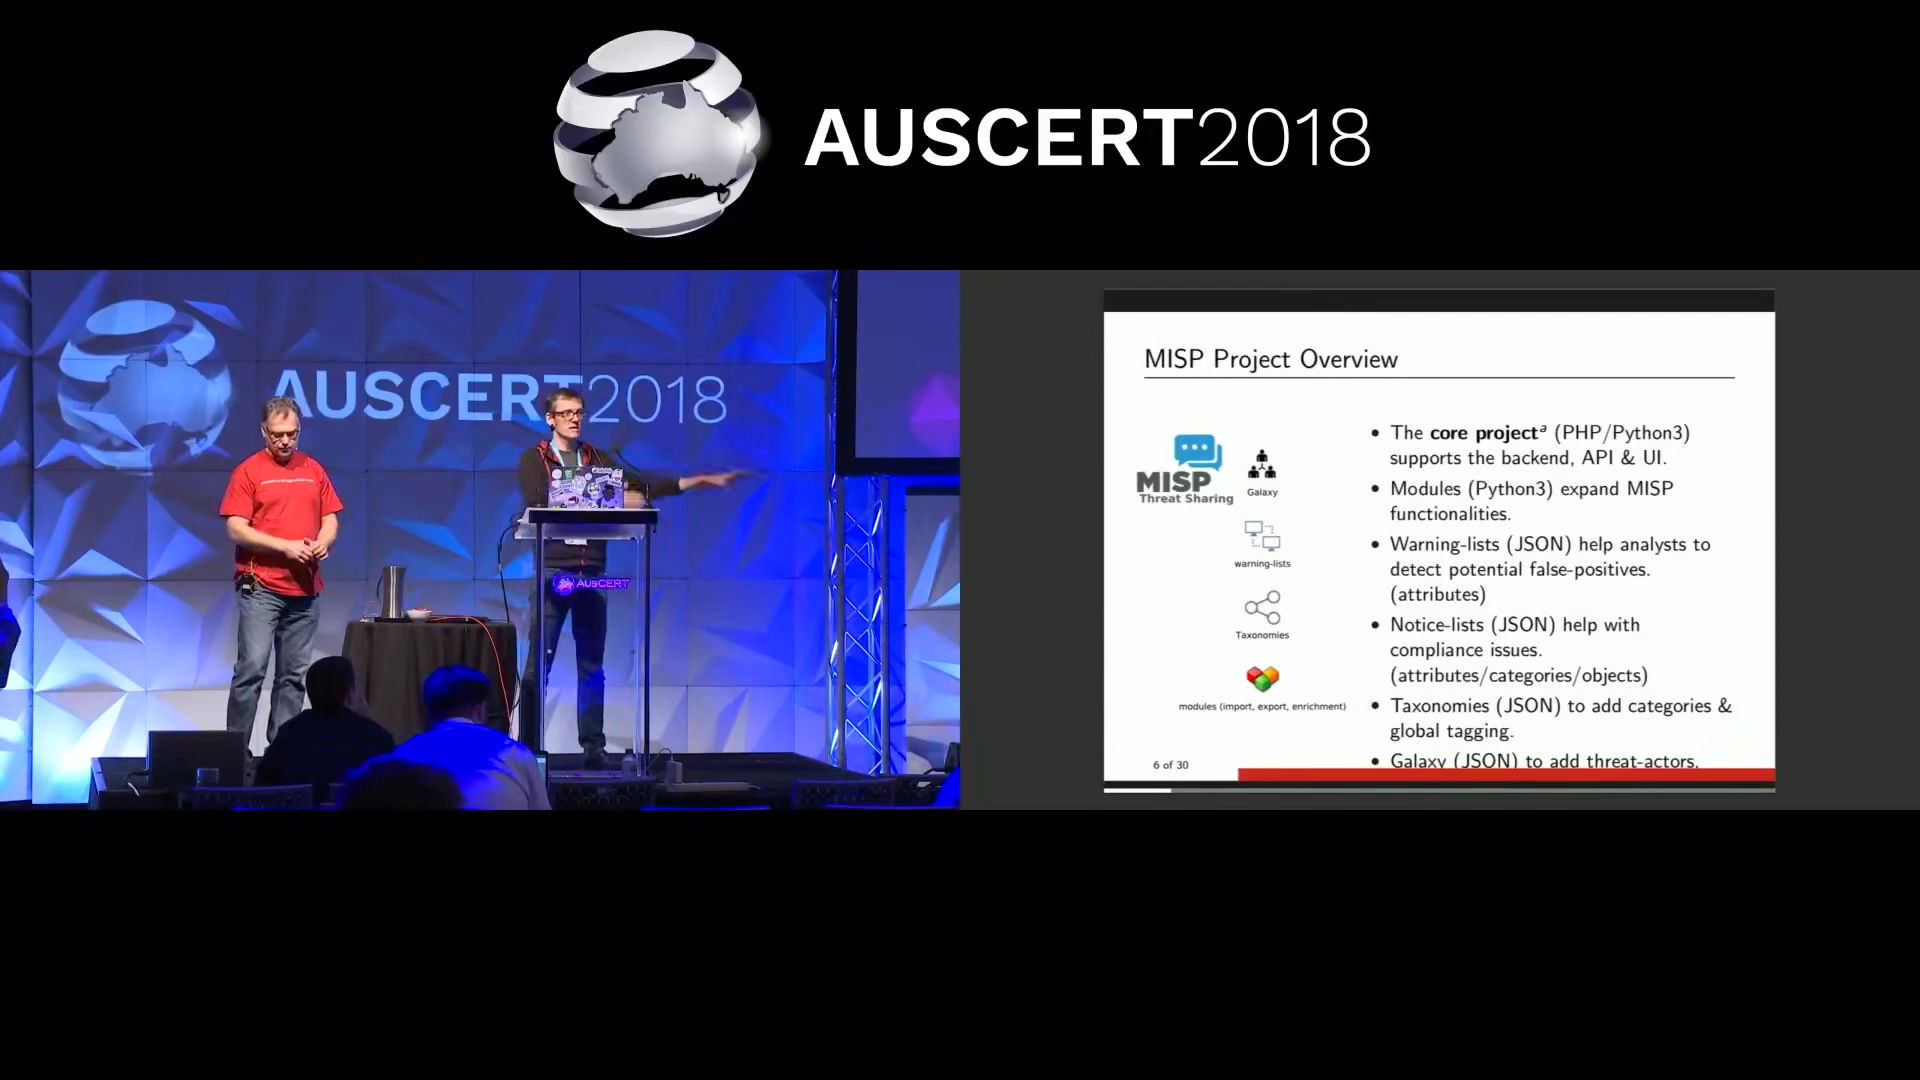 AUSCERT2018
AUSCERT2018
AUSCERT
MISP Project Overview
MISP
Threat Sharing
Galaxy
warning-lists
Taxonomies
modules (import, export, enrichment)
• The core projectᵃ (PHP/Python3)
supports the backend, API & UI.
• Modules (Python3) expand MISP
functionalities.
• Warning-lists (JSON) help analysts to
detect potential false-positives.
(attributes)
• Notice-lists (JSON) help with
compliance issues.
(attributes/categories/objects)
• Taxonomies (JSON) to add categories &
global tagging.
• Galaxy (JSON) to add threat-actors,
6 of 30